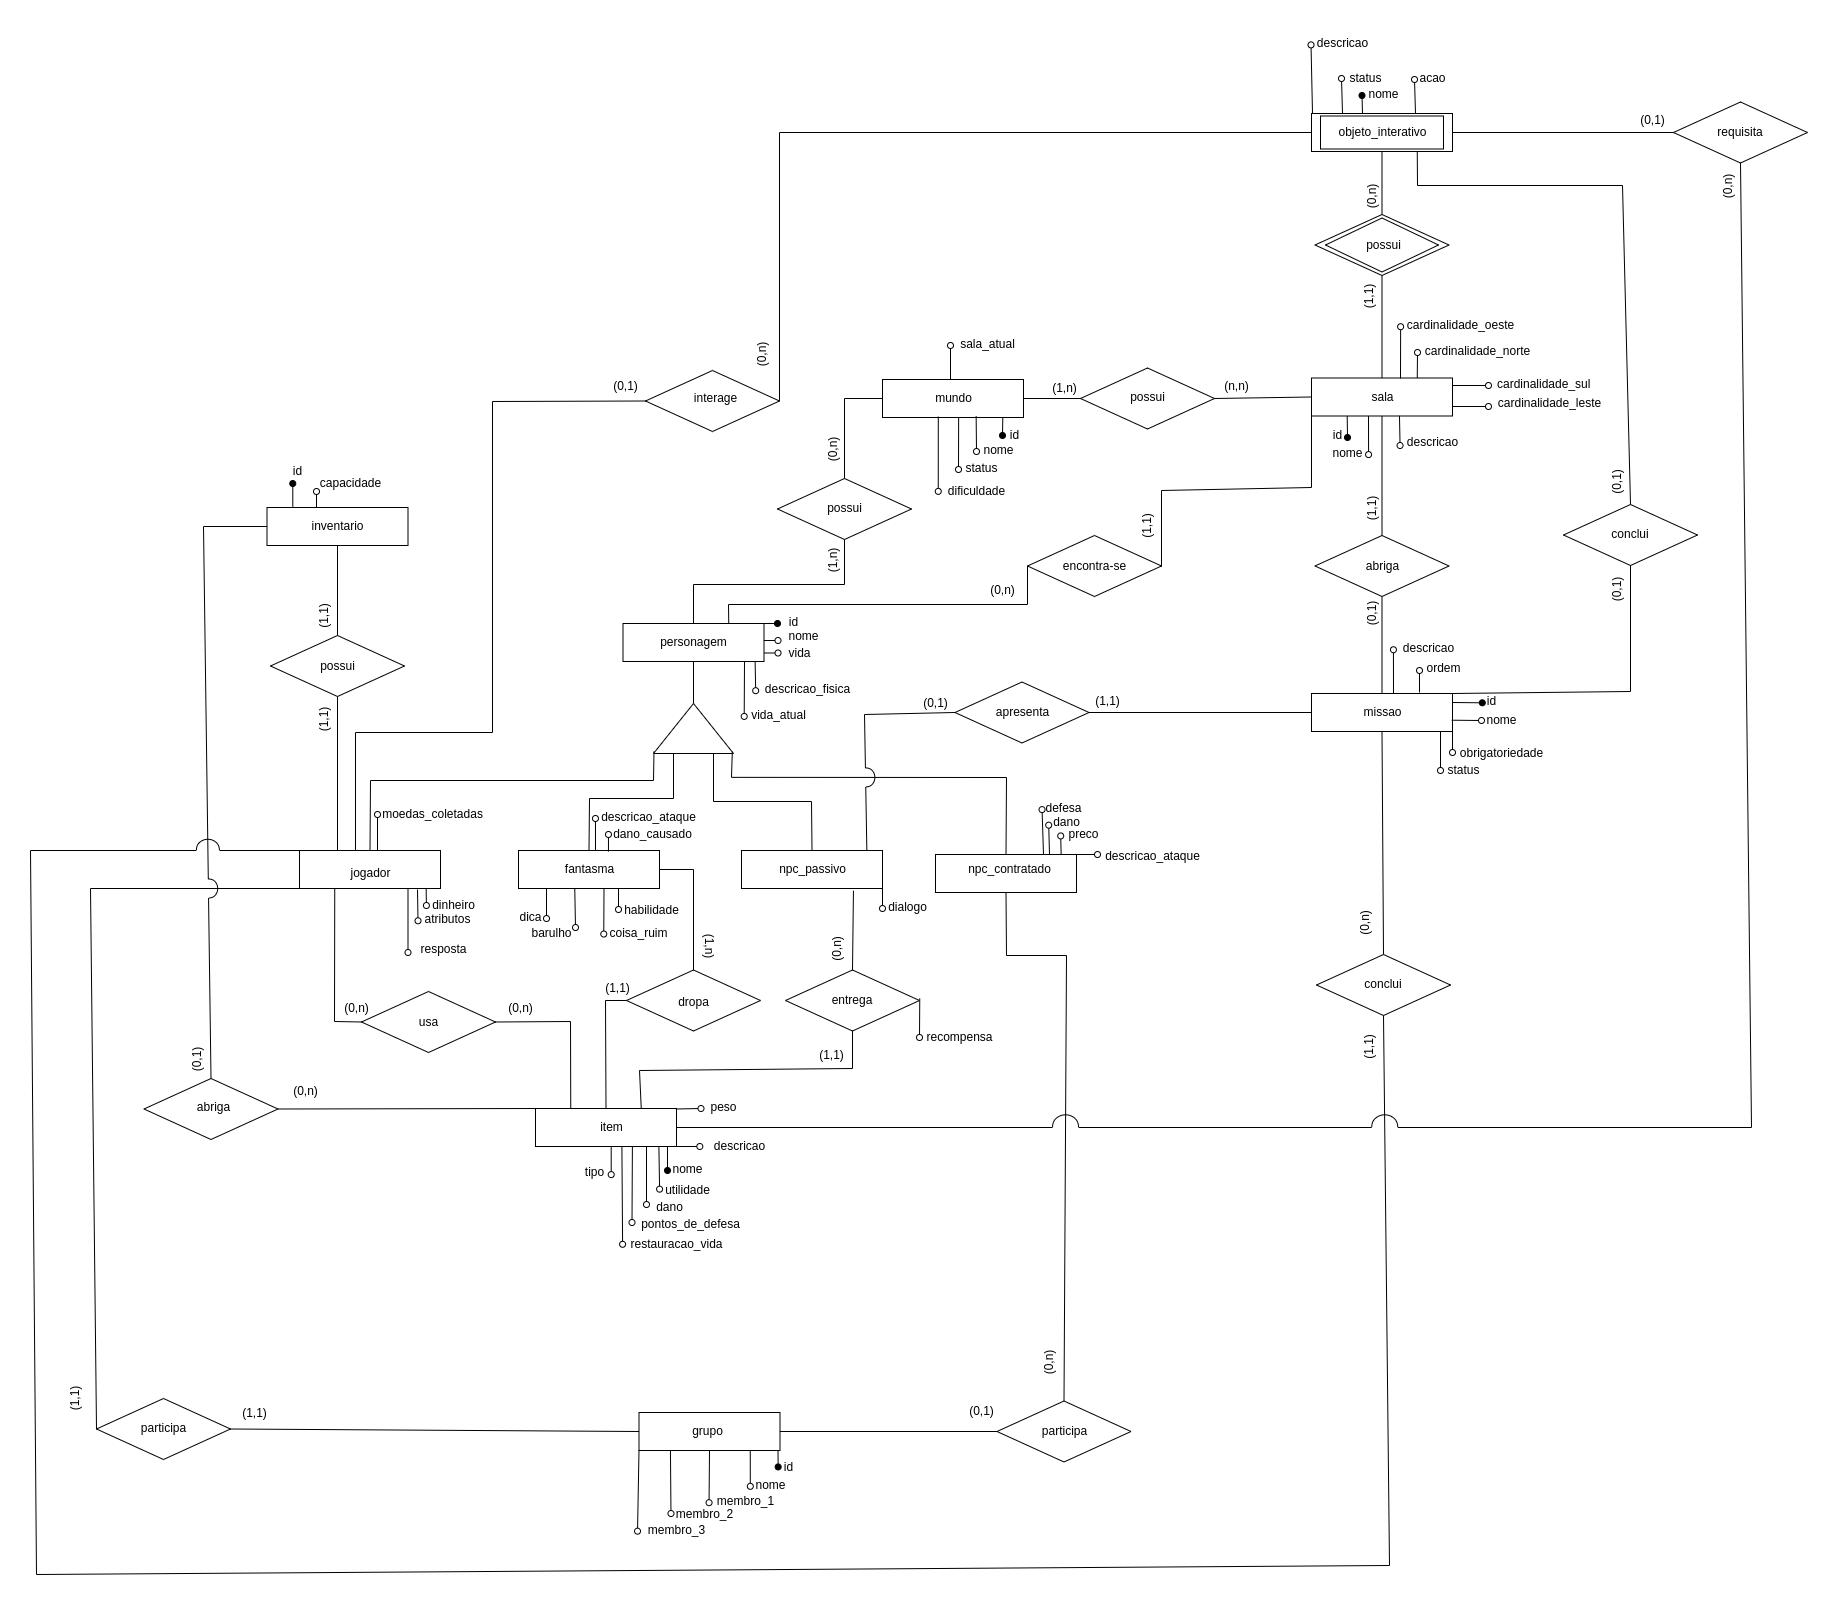 descricao
status
acao
nome
objeto_interativo
(0,1)
requisita
(0,n)
(0,n)
possui
(1,1)
cardinalidade_oeste
sala_atual
cardinalidade_norte
(0,n)
(0,1)
interage
mundo
(1,n)
possui
(n,n)
sala
cardinalidade_sul
cardinalidade_leste
id
nome
status
dificuldade
id
nome
descricao
(0,n)
id
capacidade
inventario
possui
(1,n)
(1,1)
encontra-se
(0,n)
(1,1)
abriga
(0,1)
(0,1)
conclui
(0,1)
(1,1)
possui
(1,1)
personagem
id
nome
vida
descricao_fisica
vida_atual
(0,1)
apresenta
(1,1)
descricao
ordem
missao
id
nome
obrigatoriedade
status
moedas_coletadas
descricao_ataque
dano_causado
defesa
dano
preco
descricao_ataque
jogador
fantasma
npc_passivo
npc_contratado
dinheiro
atributos
resposta
dica
barulho
habilidade
coisa_ruim
dialogo
(1,n)
(0,n)
(0,n)
(1,1)
dropa
entrega
recompensa
conclui
(0,n)
usa
(0,n)
(1,1)
(1,1)
(0,1)
abriga
(0,n)
item
peso
descricao
tipo
nome
utilidade
dano
pontos_de_defesa
restauracao_vida
(0,n)
(1,1)
participa
(1,1)
grupo
(0,1)
participa
id
nome
membro_1
membro_2
membro_3